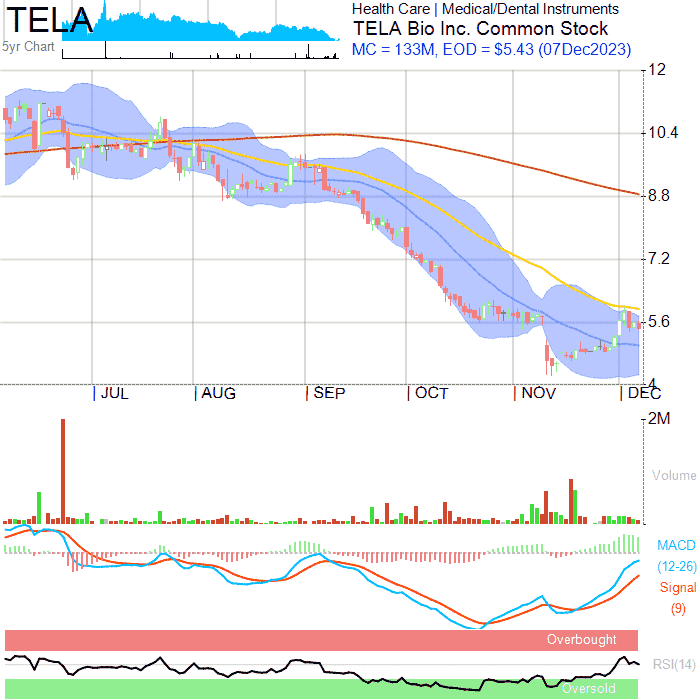 TELA
5yr Chart
Health Care | Medical/Dental Instruments
TELA Bio Inc. Common Stock
MC = 133M, EOD = $5.43 (07Dec2023)
12
10.4
8.8
7.2
5.6
4
JUL AUG SEP OCT NOV DEC
2M
Volume
MACD
(12-26)
Signal
(9)
Overbought
RSI(14)
Oversold